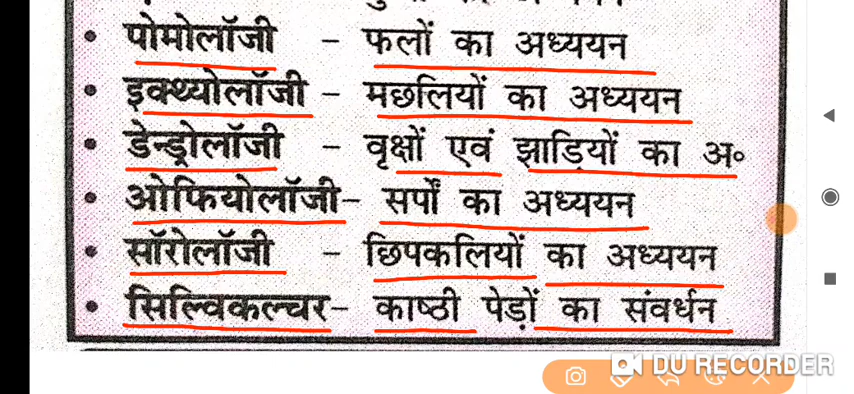 • पोमोलॉजी – फलों का अध्ययन
• इक्थ्योलॉजी – मछलियों का अध्ययन
• डेन्ड्रोलॉजी – वृक्षों एवं झाड़ियों का अ॰
• ओफियोलॉजी– सर्पों का अध्ययन
• सॉरोलॉजी – छिपकलियों का अध्ययन
• सिल्विकल्चर– काष्ठी पेड़ों का संवर्धन
DU RECORDER